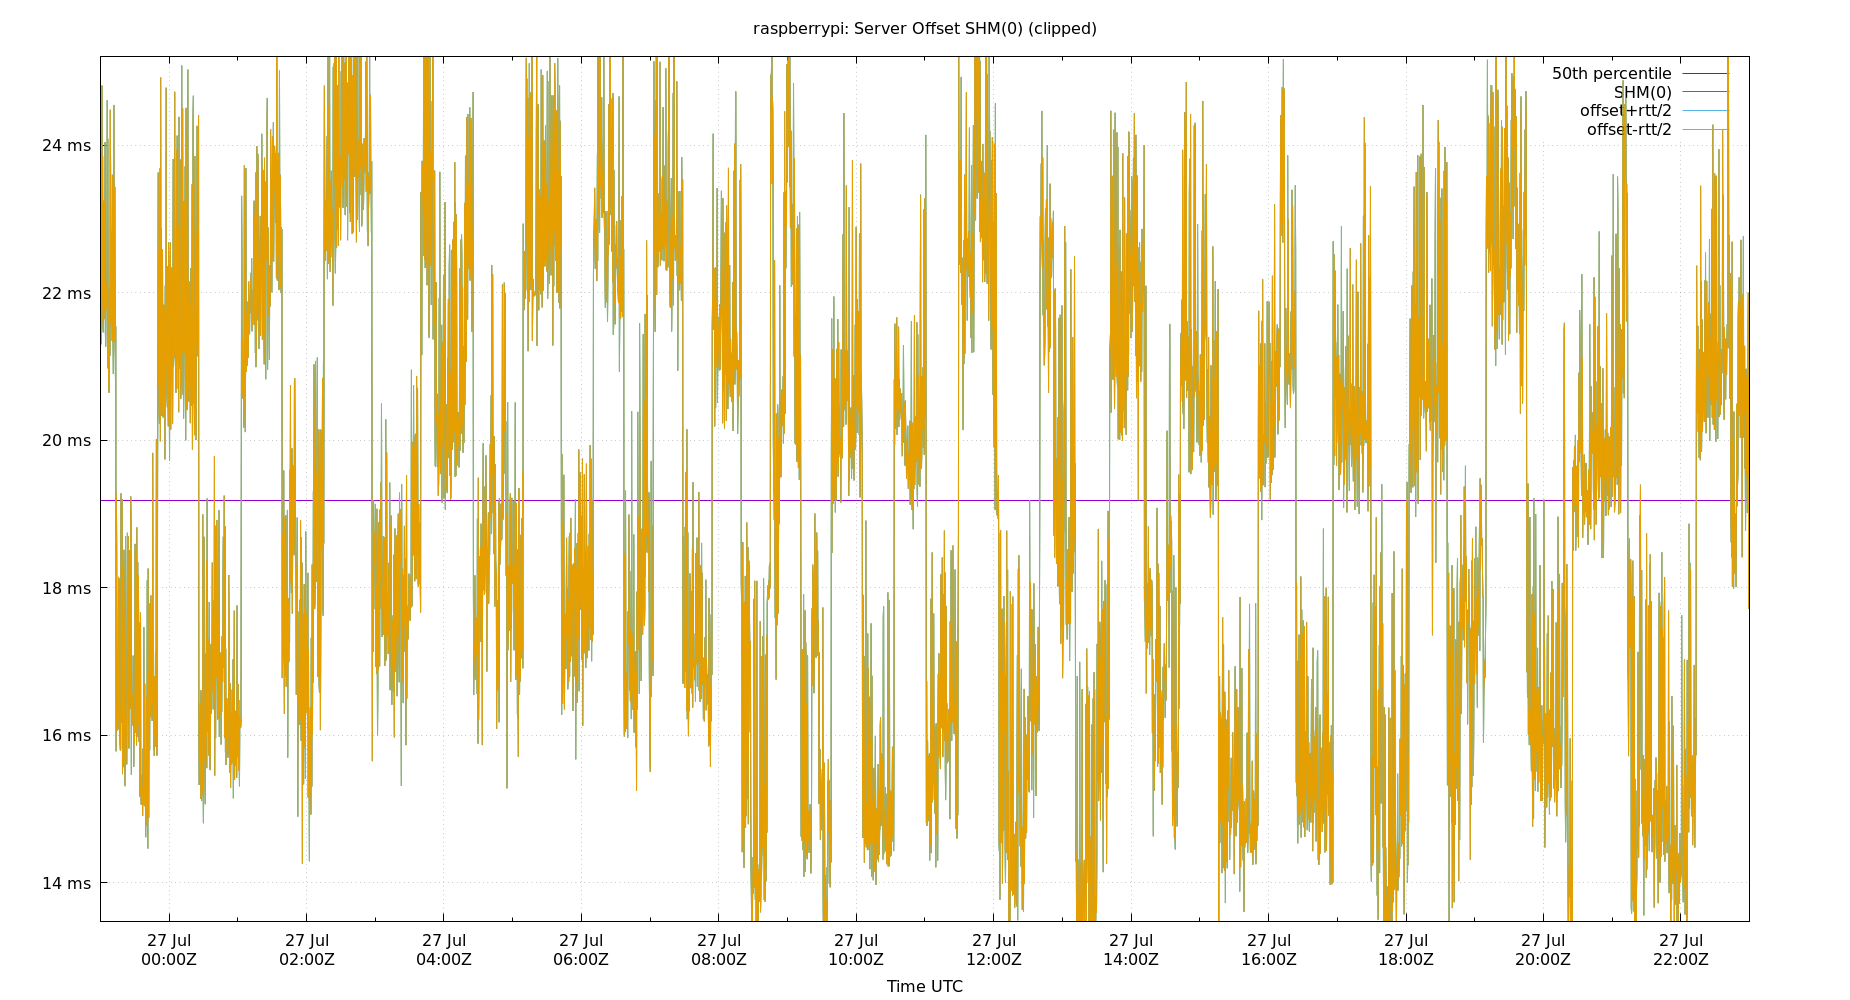 raspberrypi: Server Offset SHM(0) (clipped)
50th percentile
SHM(0)
offset+rtt/2
offset-rtt/2
24 ms
22 ms
20 ms
18 ms
16 ms
14 ms
27 Jul 27 Jul 27 Jul 27 Jul 27 Jul 27 Jul 27 Jul 27 Jul 27 Jul 27 Jul 27 Jul 27 Jul
00:00Z 02:00Z 04:00Z 06:00Z 08:00Z 10:00Z 12:00Z 14:00Z 16:00Z 18:00Z 20:00Z 22:00Z
Time UTC